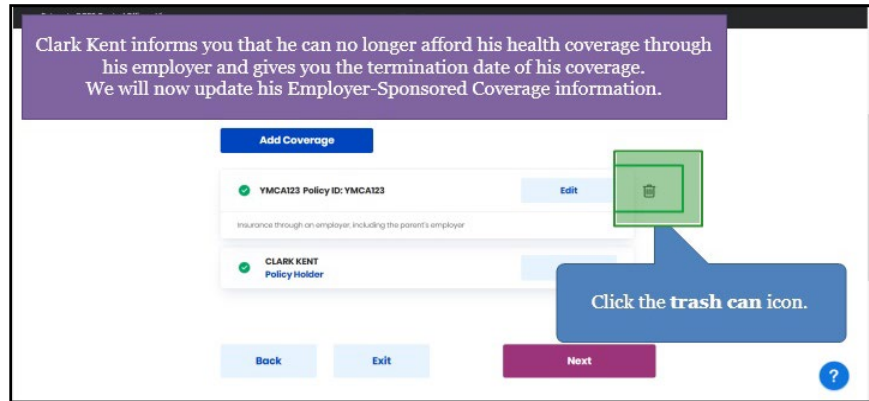 Clark Kent informs you that he can no longer afford his health coverage through
his employer and gives you the termination date of his coverage.
We will now update his Employer-Sponsored Coverage information.
Add Coverage
YMCA123 Policy ID: YMCA123
Edit
Insurance through an employer, including the parent's employer
CLARK KENT
Policy Holder
Click the trash can icon.
Back
Exit
Next
?